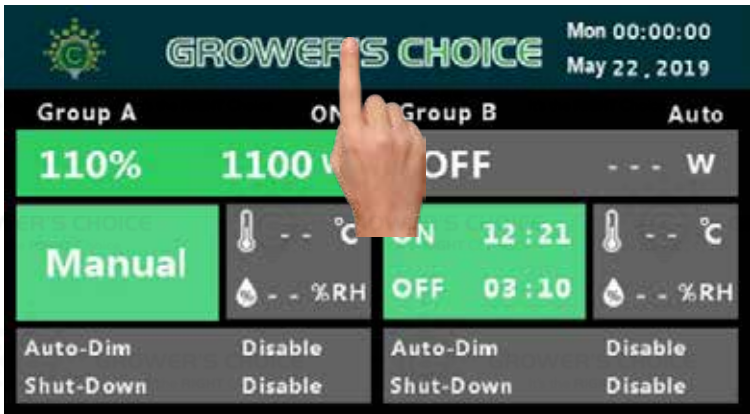 GROWER'S CHOICE
Mon 00:00:00
May 22, 2019
Group A ON
Group B Auto
110% 1100 W
OFF --- W
Manual
-- ℃
-- %RH
ON 12:21
OFF 03:10
-- ℃
-- %RH
Auto-Dim Disable
Shut-Down Disable
Auto-Dim Disable
Shut-Down Disable